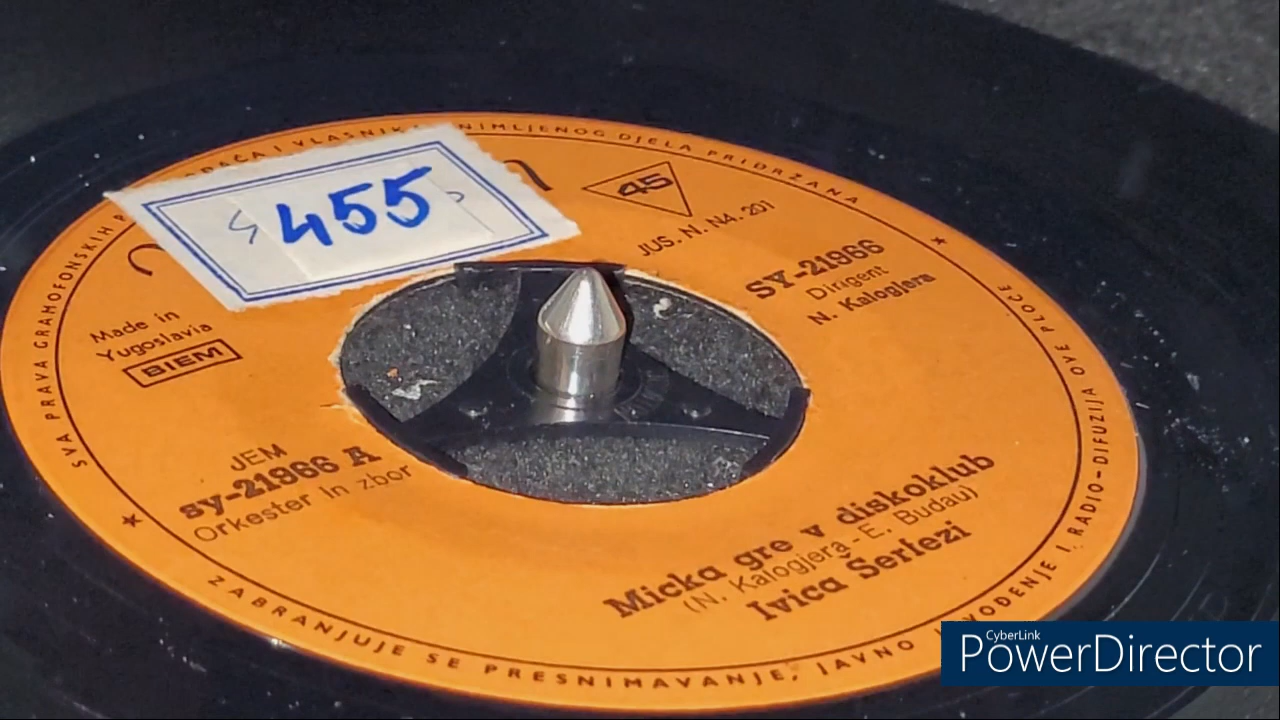 455
45
JUS. N. N4. 201
SY-21966
Dirigent
N. Kalogjera
Made in
Yugoslavia
BIEM
JEM
sy-21966 A
Orkester in zbor
Micka gre v diskoklub
(N. Kalogjera - E. Budau)
Ivica Šerfezi
SVA PRAVA GRAMOFONSKIH I DJELA PRIDRZANA
ZABRANJUJE SE PRESNIMAVANJE, JAVNO I RADIO-DIFUZIJA OVE PLOČE
CyberLink
PowerDirector